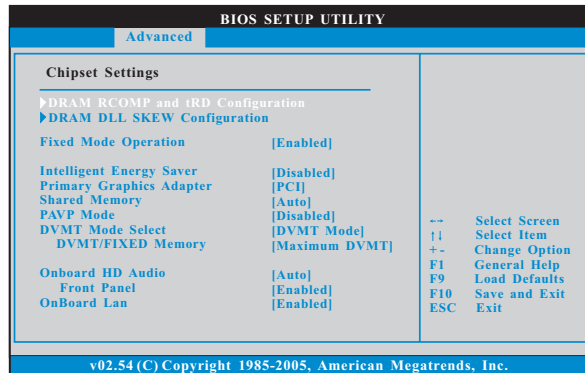 BIOS SETUP UTILITY
Advanced
Chipset Settings
DRAM RCOMP and tRD Configuration
DRAM DLL SKEW Configuration
Fixed Mode Operation [Enabled]
Intelligent Energy Saver [Disabled]
Primary Graphics Adapter [PCI]
Shared Memory [Auto]
PAVP Mode [Disabled]
DVMT Mode Select [DVMT Mode]
DVMT/FIXED Memory [Maximum DVMT]
Onboard HD Audio [Auto]
Front Panel [Enabled]
OnBoard Lan [Enabled]
←→ Select Screen
↑↓ Select Item
+ - Change Option
F1 General Help
F9 Load Defaults
F10 Save and Exit
ESC Exit
v02.54 (C) Copyright 1985-2005, American Megatrends, Inc.